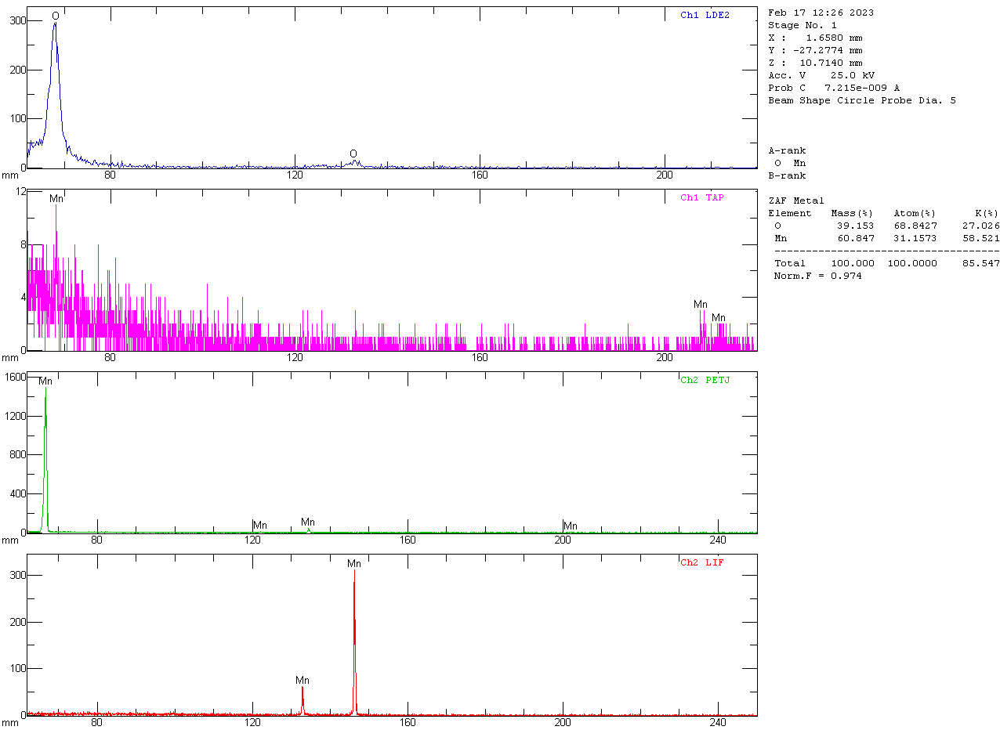 300
200
100
0
O
O
Ch1 LDE2
mm 80 120 160 200
12
8
4
0
Mn
Mn
Mn
Ch1 TAP
mm 80 120 160 200
1600
1200
800
400
0
Mn
Mn
Mn
Mn
Ch2 PETJ
mm 80 120 160 200 240
300
200
100
0
Mn
Mn
Ch2 LIF
mm 80 120 160 200 240
Feb 17 12:26 2023
Stage No. 1
X : 1.6580 mm
Y : -27.2774 mm
Z : 10.7140 mm
Acc. V 25.0 kV
Prob C 7.215e-009 A
Beam Shape Circle Probe Dia. 5
A-rank
O Mn
B-rank
ZAF Metal
Element Mass(%) Atom(%) K(%)
O 39.153 68.8427 27.026
Mn 60.847 31.1573 58.521
------------------------------------
Total 100.000 100.0000 85.547
Norm.F = 0.974